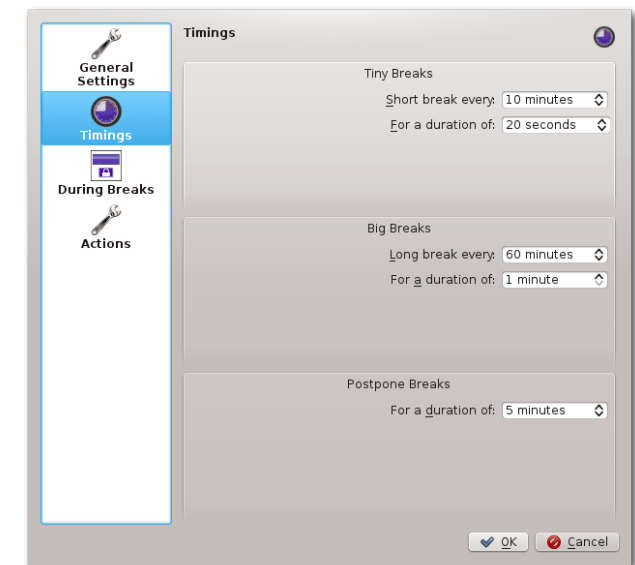 General
Settings
Timings
During Breaks
Actions
Timings
Tiny Breaks
Short break every: 10 minutes
For a duration of: 20 seconds
Big Breaks
Long break every: 60 minutes
For a duration of: 1 minute
Postpone Breaks
For a duration of: 5 minutes
OK
Cancel